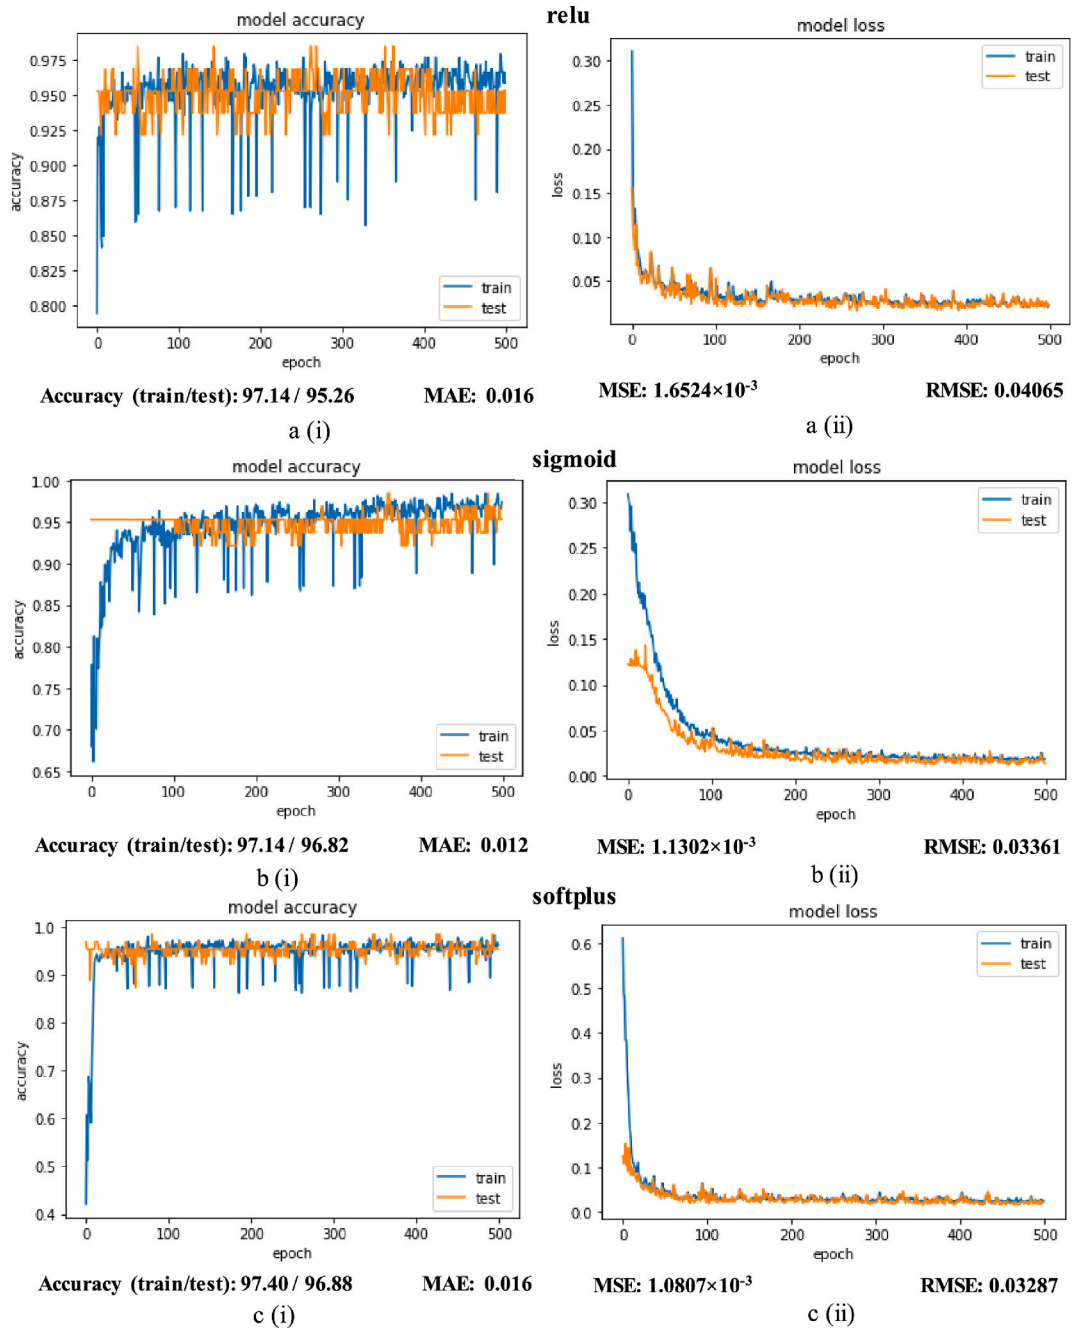 relu
model accuracy
0.975
0.950
0.925
0.900
0.875
0.850
0.825
0.800
accuracy
train
test
0 100 200 300 400 500
epoch
model loss
0.30
0.25
0.20
0.15
0.10
0.05
loss
train
test
0 100 200 300 400 500
epoch
Accuracy (train/test): 97.14 / 95.26 MAE: 0.016
MSE: 1.6524×10⁻³ RMSE: 0.04065
a (i)
a (ii)
sigmoid
model accuracy
1.00
0.95
0.90
0.85
0.80
0.75
0.70
0.65
accuracy
train
test
0 100 200 300 400 500
epoch
model loss
0.30
0.25
0.20
0.15
0.10
0.05
0.00
loss
train
test
0 100 200 300 400 500
epoch
Accuracy (train/test): 97.14 / 96.82 MAE: 0.012
MSE: 1.1302×10⁻³ RMSE: 0.03361
b (i)
b (ii)
softplus
model accuracy
1.0
0.9
0.8
0.7
0.6
0.5
0.4
accuracy
train
test
0 100 200 300 400 500
epoch
model loss
0.6
0.5
0.4
0.3
0.2
0.1
0.0
loss
train
test
0 100 200 300 400 500
epoch
Accuracy (train/test): 97.40 / 96.88 MAE: 0.016
MSE: 1.0807×10⁻³ RMSE: 0.03287
c (i)
c (ii)